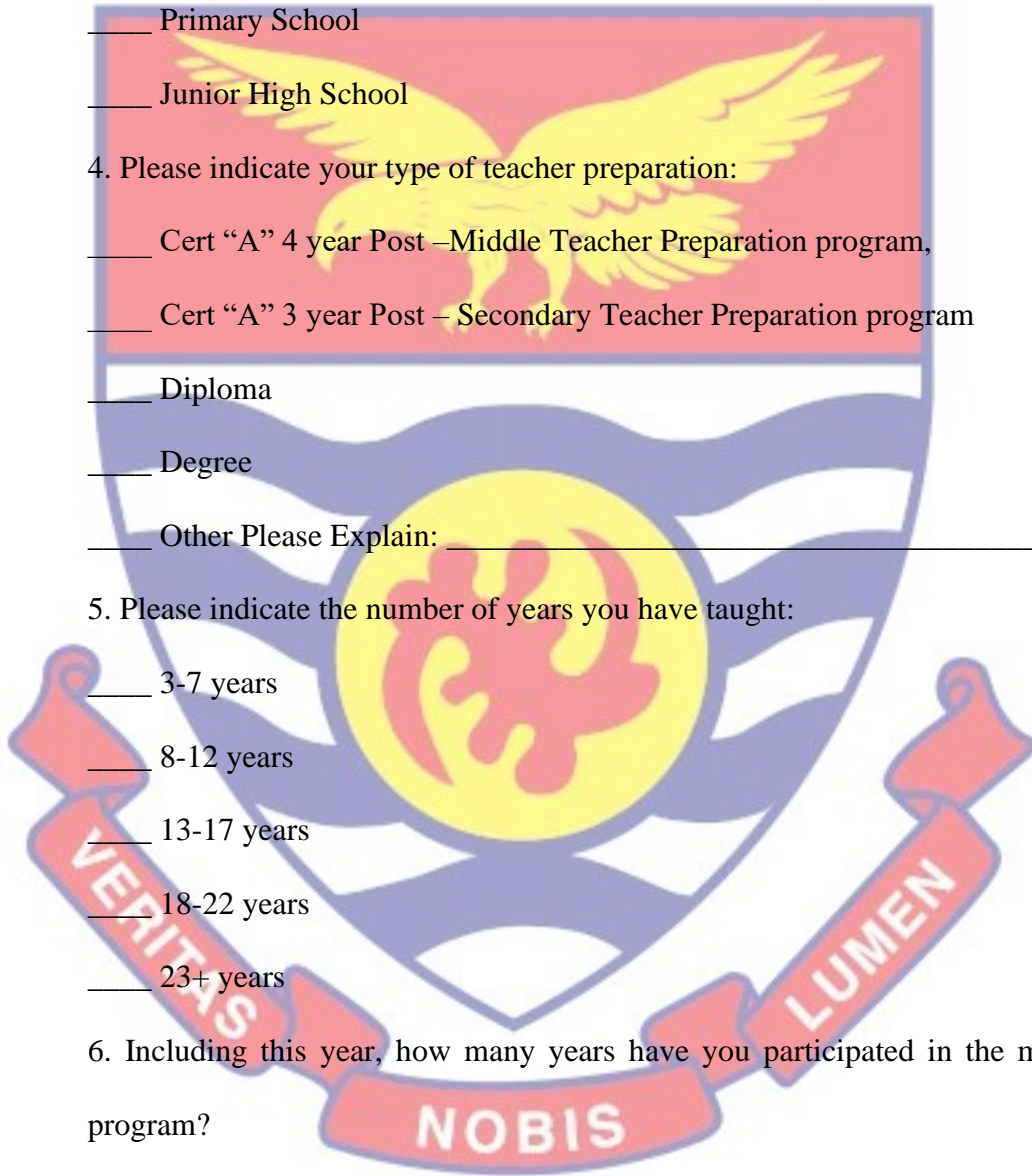 ____ Primary School
____ Junior High School
4. Please indicate your type of teacher preparation:
____ Cert “A” 4 year Post –Middle Teacher Preparation program,
____ Cert “A” 3 year Post – Secondary Teacher Preparation program
____ Diploma
____ Degree
____ Other Please Explain: ____________________________________
5. Please indicate the number of years you have taught:
____ 3-7 years
____ 8-12 years
____ 13-17 years
____ 18-22 years
____ 23+ years
6. Including this year, how many years have you participated in the
program?
VERITAS
NOBIS
LUMEN